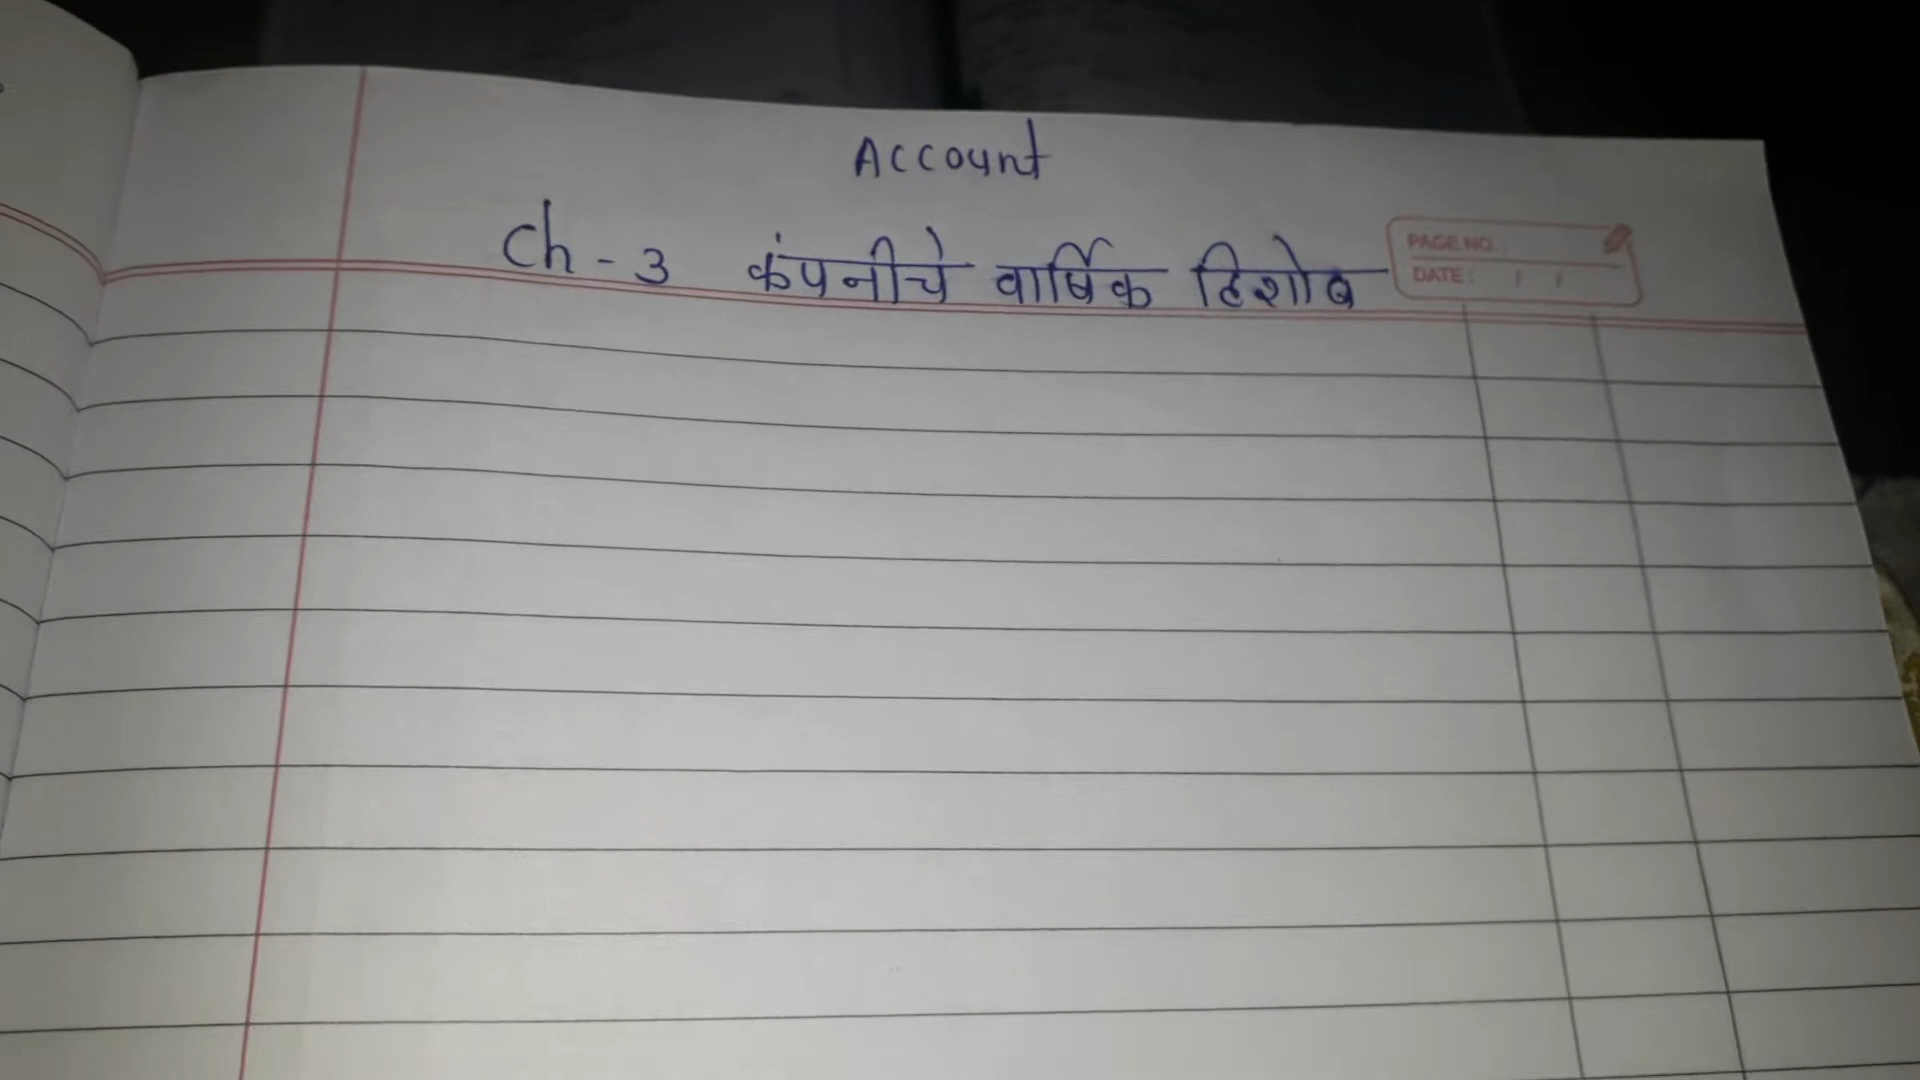 Account
Ch - 3 कंपनीचे वार्षिक हिशोब
PAGE NO.:
DATE: / /